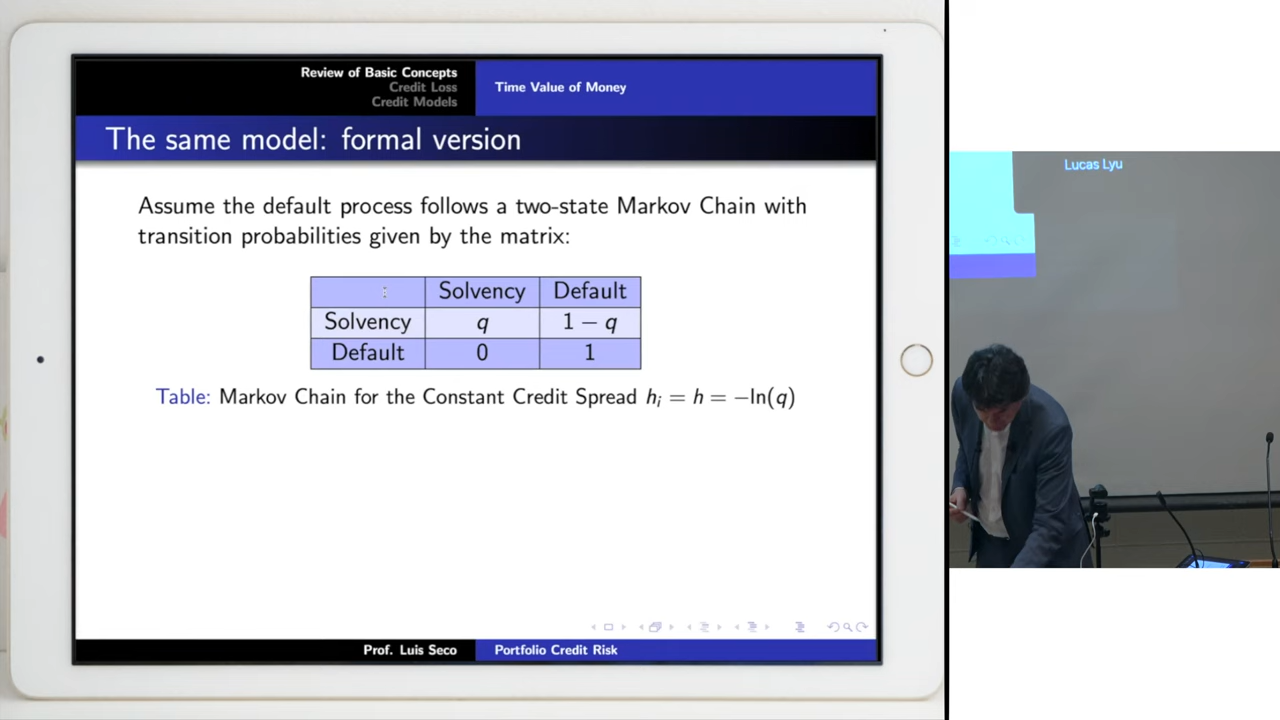 Review of Basic Concepts
Credit Loss
Credit Models
Time Value of Money
The same model: formal version
Assume the default process follows a two-state Markov Chain with
transition probabilities given by the matrix:
Solvency Default
Solvency q 1 − q
Default 0 1
Table: Markov Chain for the Constant Credit Spread hᵢ = h = −ln(q)
Prof. Luis Seco
Portfolio Credit Risk
Lucas Lyu